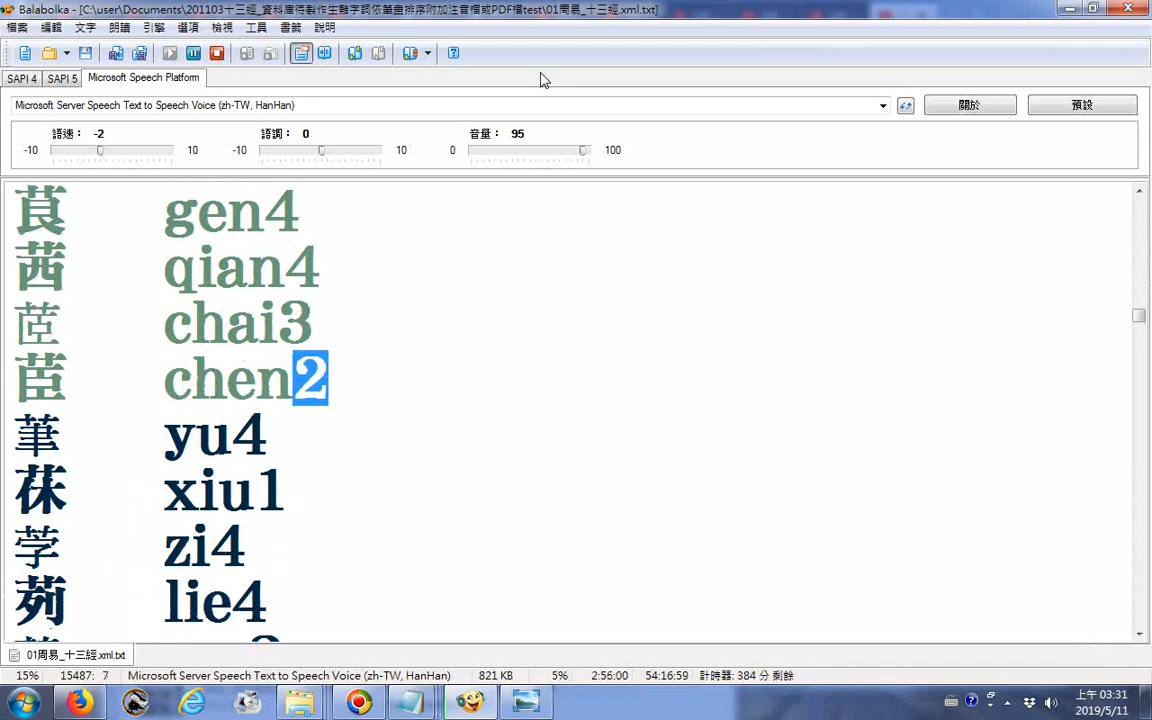 Balabolka - [C:\user\Documents\201103十三經_資料庫待製作生難字詞依筆畫排序附加注音檔或PDF檔test\01周易_十三經.xml.txt]
檔案 編輯 文字 朗讀 引擎 選項 檢視 工具 書籤 說明
SAPI 4 SAPI 5 Microsoft Speech Platform
Microsoft Server Speech Text to Speech Voice (zh-TW, HanHan) 關於 預設
語速： -2 語調： 0 音量： 95
-10 10 -10 10 0 100
茛 gen4
茜 qian4
茝 chai3
茞 chen2
茟 yu4
茠 xiu1
茡 zi4
茢 lie4
01周易_十三經.xml.txt
15% 15487: 7 Microsoft Server Speech Text to Speech Voice (zh-TW, HanHan) 821 KB 5% 2:56:00 54:16:59 計時器: 384 分 剩餘
上午 03:31
2019/5/11